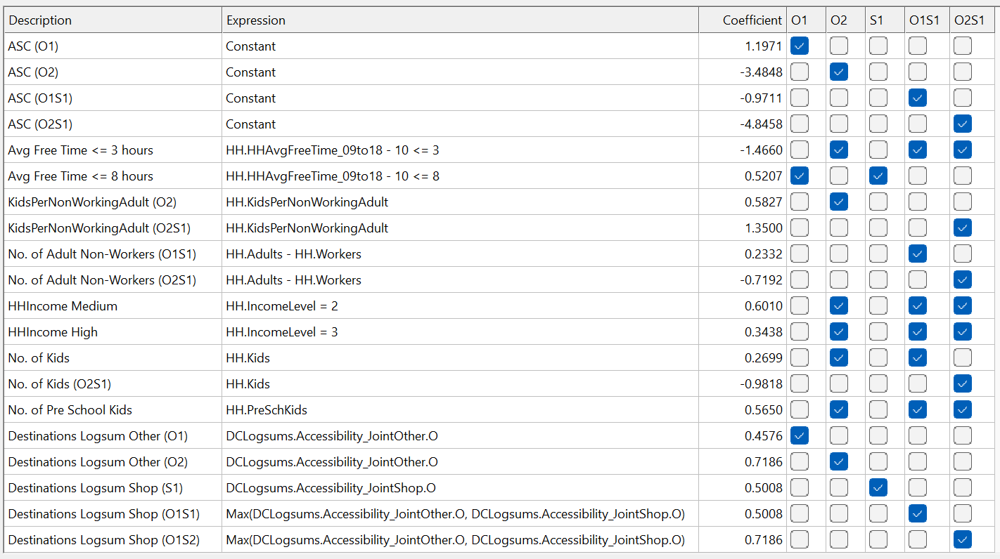 Description Expression Coefficient O1 O2 S1 O1S1 O2S1
ASC (O1) Constant 1.1971
ASC (O2) Constant -3.4848
ASC (O1S1) Constant -0.9711
ASC (O2S1) Constant -4.8458
Avg Free Time <= 3 hours HH.HHAvgFreeTime_09to18 - 10 <= 3 -1.4660
Avg Free Time <= 8 hours HH.HHAvgFreeTime_09to18 - 10 <= 8 0.5207
KidsPerNonWorkingAdult (O2) HH.KidsPerNonWorkingAdult 0.5827
KidsPerNonWorkingAdult (O2S1) HH.KidsPerNonWorkingAdult 1.3500
No. of Adult Non-Workers (O1S1) HH.Adults - HH.Workers 0.2332
No. of Adult Non-Workers (O2S1) HH.Adults - HH.Workers -0.7192
HHIncome Medium HH.IncomeLevel = 2 0.6010
HHIncome High HH.IncomeLevel = 3 0.3438
No. of Kids HH.Kids 0.2699
No. of Kids (O2S1) HH.Kids -0.9818
No. of Pre School Kids HH.PreSchKids 0.5650
Destinations Logsum Other (O1) DCLogsums.Accessibility_JointOther.O 0.4576
Destinations Logsum Other (O2) DCLogsums.Accessibility_JointOther.O 0.7186
Destinations Logsum Shop (S1) DCLogsums.Accessibility_JointShop.O 0.5008
Destinations Logsum Shop (O1S1) Max(DCLogsums.Accessibility_JointOther.O, DCLogsums.Accessibility_JointShop.O) 0.5008
Destinations Logsum Shop (O1S2) Max(DCLogsums.Accessibility_JointOther.O, DCLogsums.Accessibility_JointShop.O) 0.7186